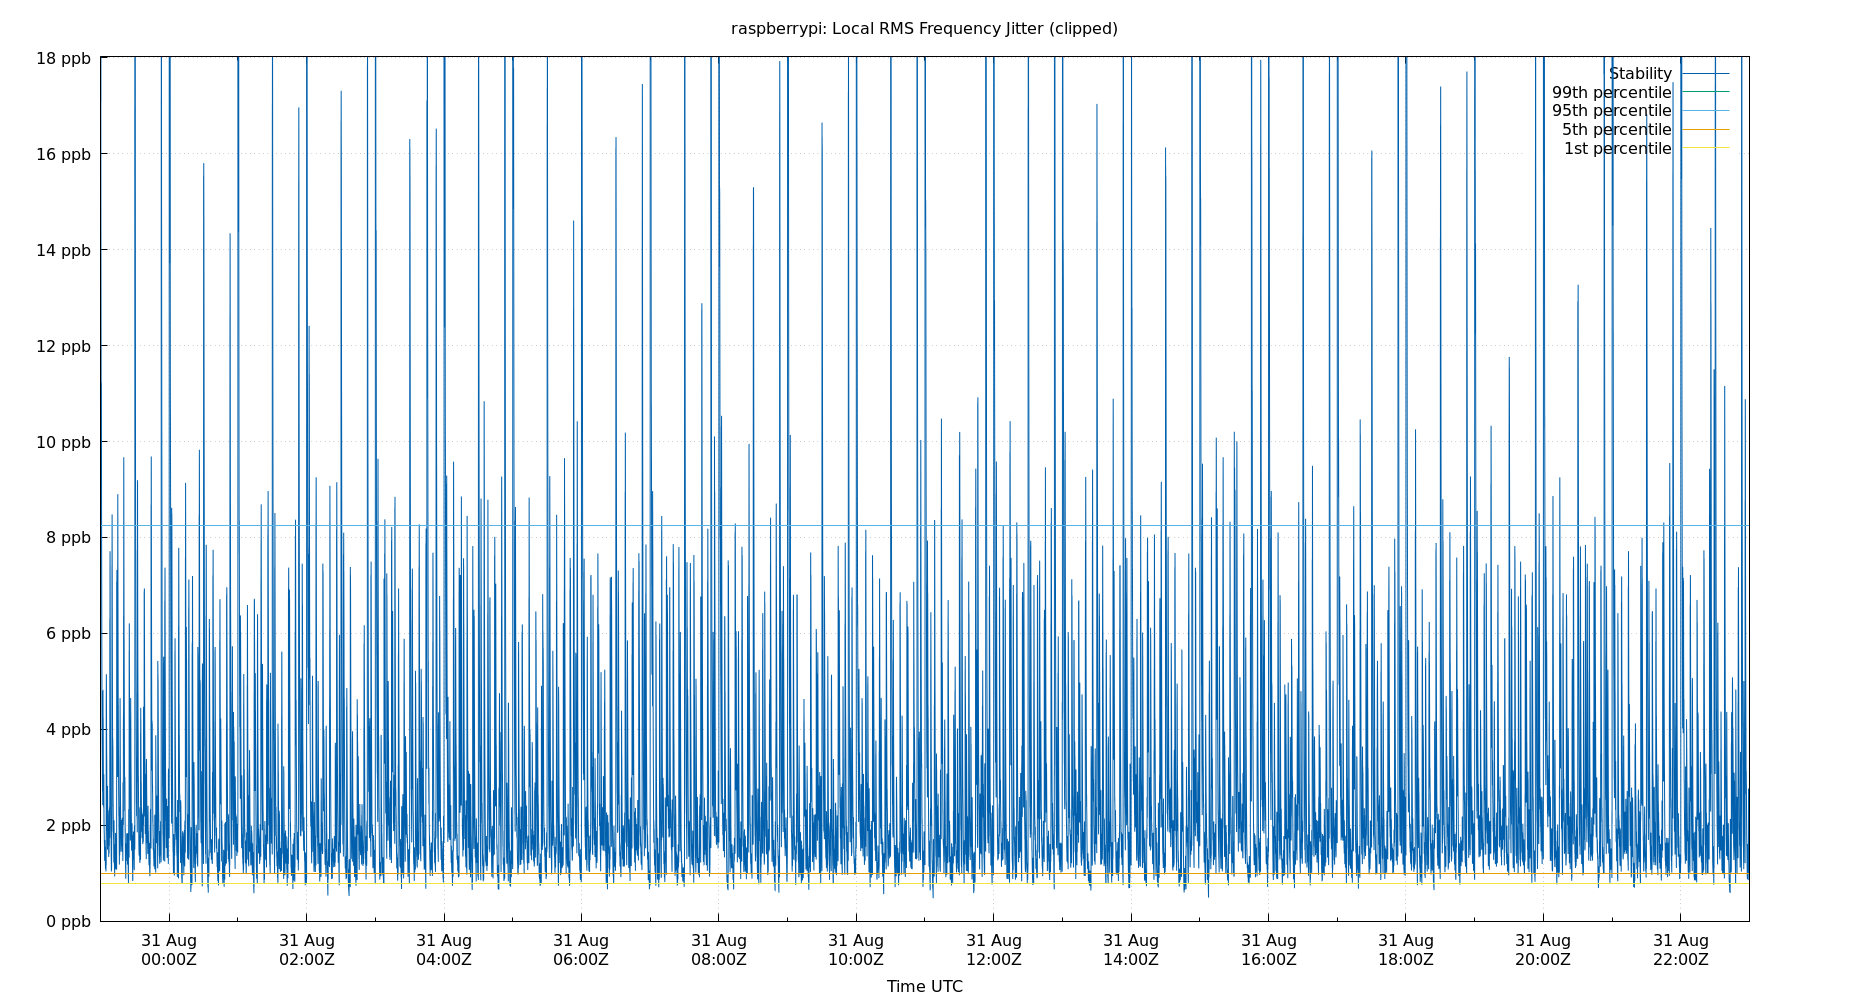 raspberrypi: Local RMS Frequency Jitter (clipped)
18 ppb
16 ppb
14 ppb
12 ppb
10 ppb
8 ppb
6 ppb
4 ppb
2 ppb
0 ppb
Stability
99th percentile
95th percentile
5th percentile
1st percentile
31 Aug 31 Aug 31 Aug 31 Aug 31 Aug 31 Aug 31 Aug 31 Aug 31 Aug 31 Aug 31 Aug 31 Aug
00:00Z 02:00Z 04:00Z 06:00Z 08:00Z 10:00Z 12:00Z 14:00Z 16:00Z 18:00Z 20:00Z 22:00Z
Time UTC